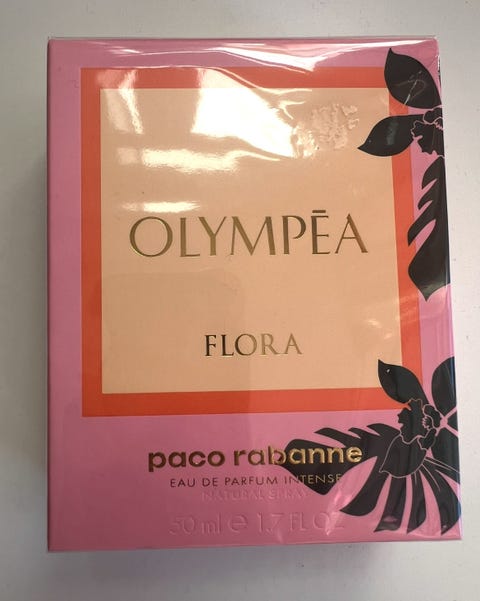 OLYMPĒA
FLORA
paco rabanne
EAU DE PARFUM INTENSE
NATURAL SPRAY
50 ml ℮ 1.7 FL OZ